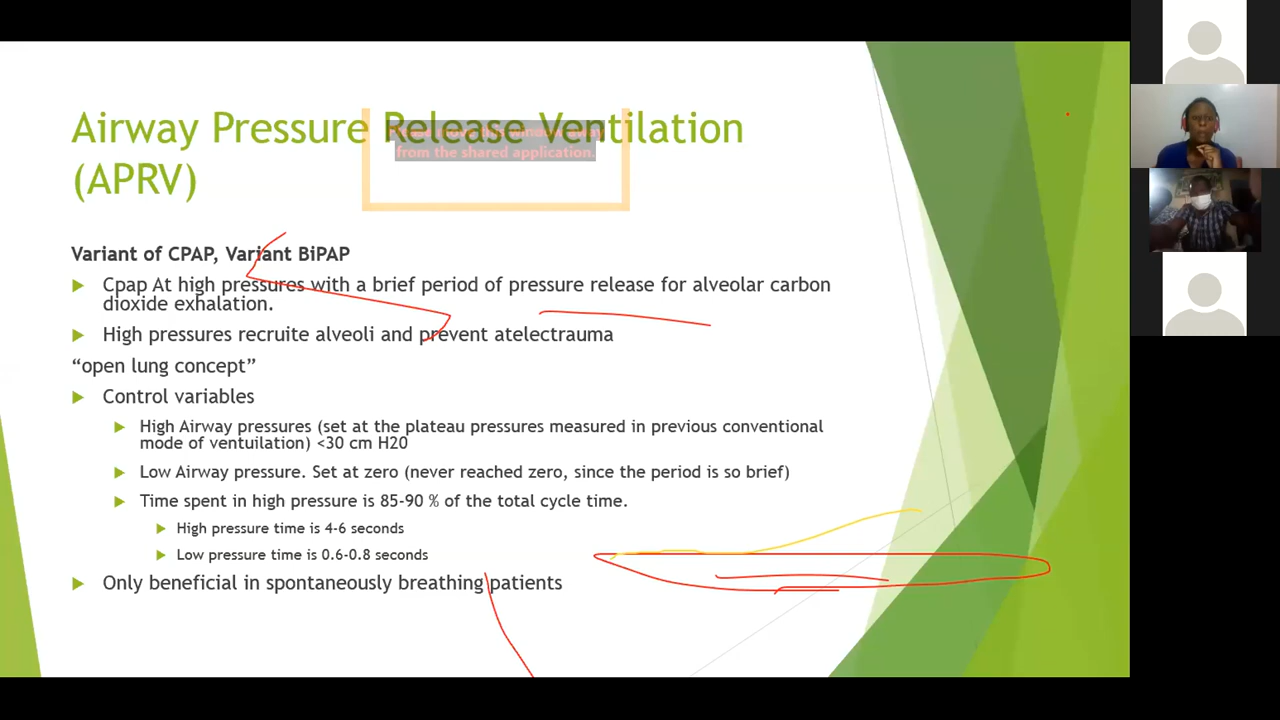 Airway Pressure Release Ventilation
(APRV)
from the shared application.
Variant of CPAP, Variant BiPAP
Cpap At high pressures with a brief period of pressure release for alveolar carbon
dioxide exhalation.
High pressures recruite alveoli and prevent atelectrauma
“open lung concept”
Control variables
High Airway pressures (set at the plateau pressures measured in previous conventional
mode of ventuilation) <30 cm H20
Low Airway pressure. Set at zero (never reached zero, since the period is so brief)
Time spent in high pressure is 85-90 % of the total cycle time.
High pressure time is 4-6 seconds
Low pressure time is 0.6-0.8 seconds
Only beneficial in spontaneously breathing patients